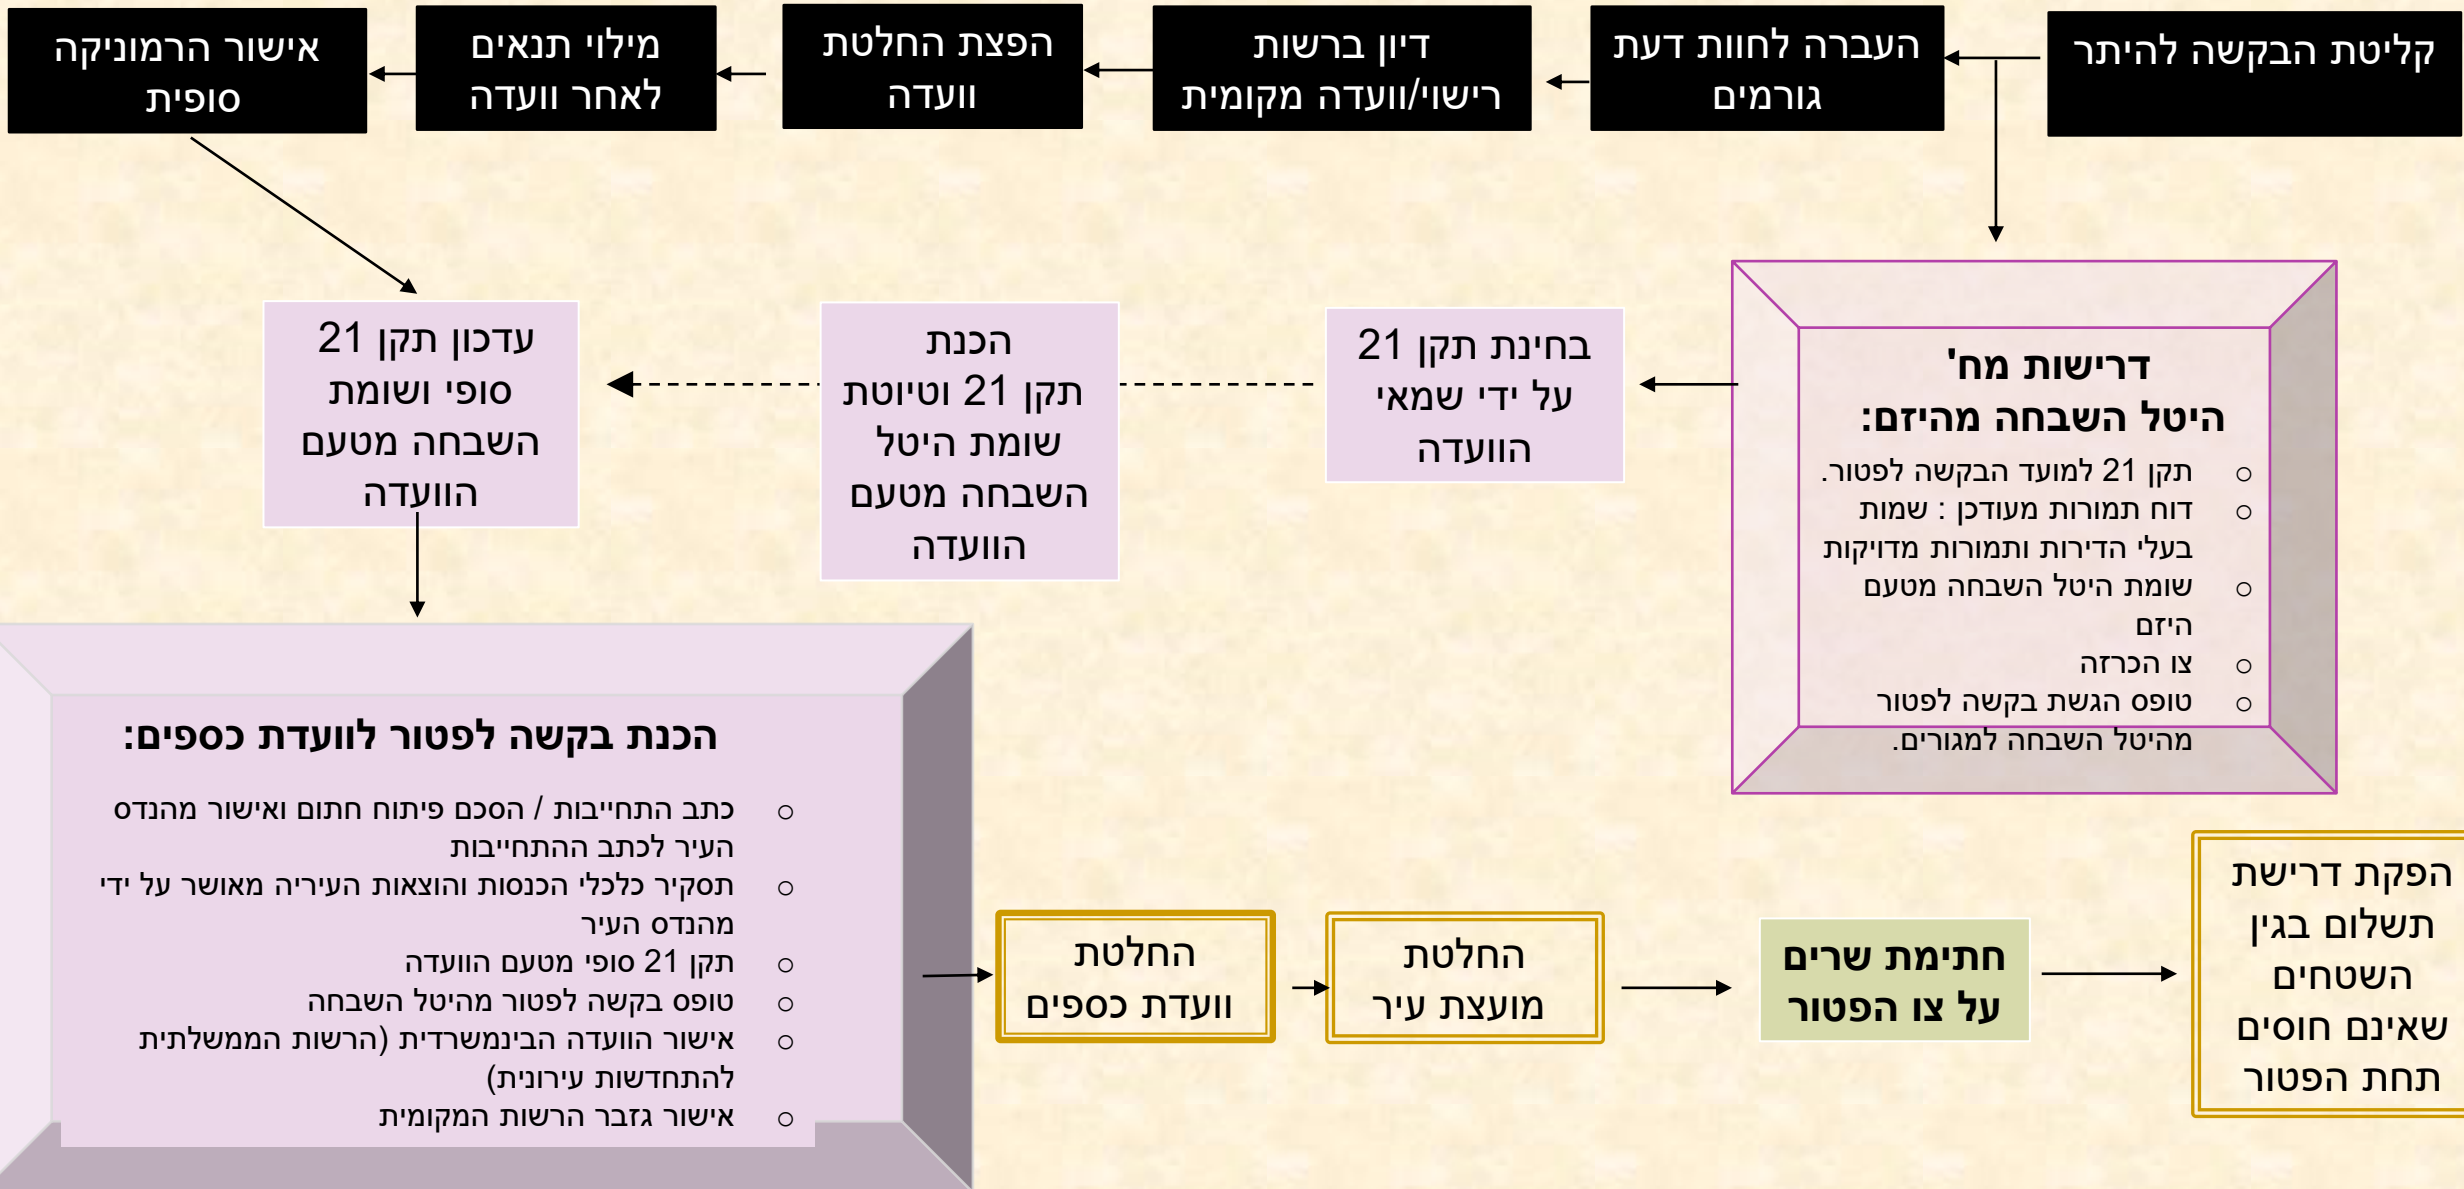 קליטת הבקשה להיתר
העברה לחוות דעת
גורמים
דיון ברשות
רישוי/וועדה מקומית
הפצת החלטת
וועדה
מילוי תנאים
לאחר וועדה
אישור הרמוניקה
סופית
דרישות מח'
היטל השבחה מהיזם:
○ תקן 21 למועד הבקשה לפטור.
○ דוח תמורות מעודכן : שמות
בעלי הדירות ותמורות מדויקות
○ שומת היטל השבחה מטעם
היזם
○ צו הכרזה
○ טופס הגשת בקשה לפטור
מהיטל השבחה למגורים.
בחינת תקן 21
על ידי שמאי
הוועדה
הכנת
תקן 21 וטיוטת
שומת היטל
השבחה מטעם
הוועדה
עדכון תקן 21
סופי ושומת
השבחה מטעם
הוועדה
הכנת בקשה לפטור לוועדת כספים:
○ כתב התחייבות / הסכם פיתוח חתום ואישור מהנדס
העיר לכתב ההתחייבות
○ תסקיר כלכלי הכנסות והוצאות העיריה מאושר על ידי
מהנדס העיר
○ תקן 21 סופי מטעם הוועדה
○ טופס בקשה לפטור מהיטל השבחה
○ אישור הוועדה הבינמשרדית (הרשות הממשלתית
להתחדשות עירונית)
○ אישור גזבר הרשות המקומית
החלטת
וועדת כספים
החלטת
מועצת עיר
חתימת שרים
על צו הפטור
הפקת דרישת
תשלום בגין
השטחים
שאינם חוסים
תחת הפטור